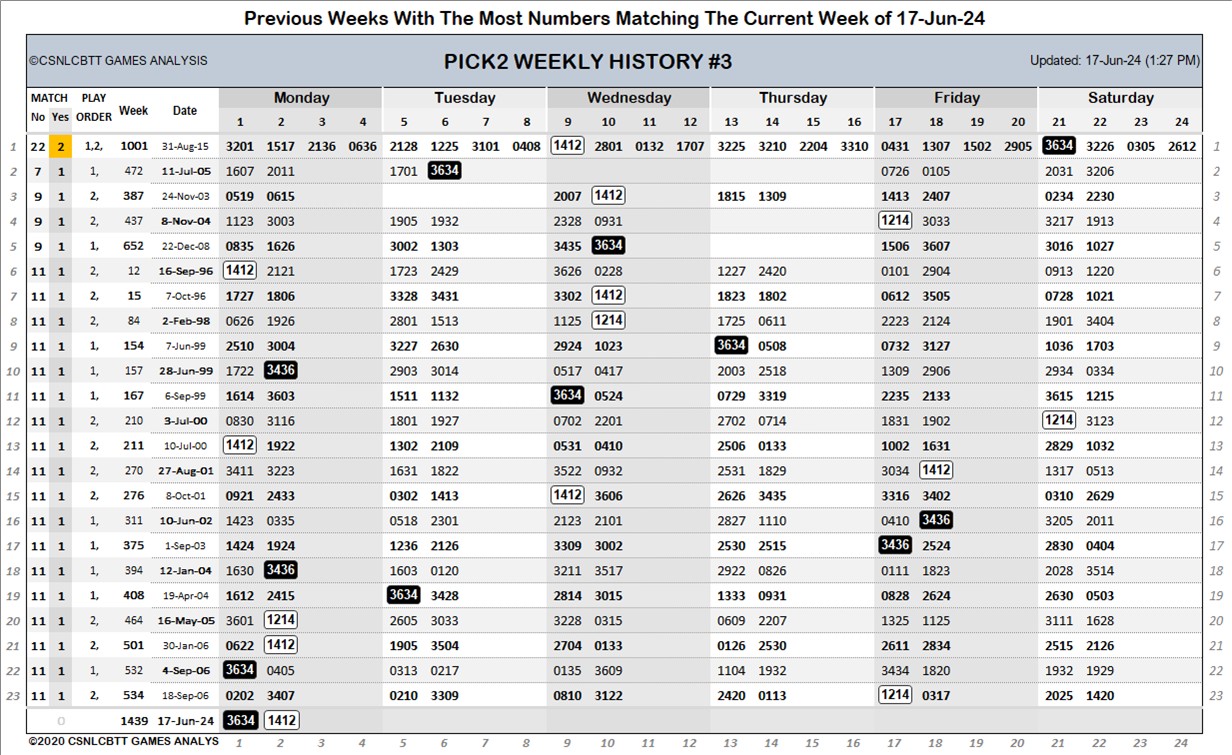 Previous Weeks With The Most Numbers Matching The Current Week of 17-Jun-24
©CSNLCBTT GAMES ANALYSIS PICK2 WEEKLY HISTORY #3 Updated: 17-Jun-24 (1:27 PM)
MATCH PLAY Week Date Monday Tuesday Wednesday Thursday Friday Saturday
No Yes ORDER 1 2 3 4 5 6 7 8 9 10 11 12 13 14 15 16 17 18 19 20 21 22 23 24
1 22 2 1,2, 1001 31-Aug-15 3201 1517 2136 0636 2128 1225 3101 0408 1412 2801 0132 1707 3225 3210 2204 3310 0431 1307 1502 2905 3634 3226 0305 2612 1
2 7 1 1, 472 11-Jul-05 1607 2011 1701 3634 0726 0105 2031 3206 2
3 9 1 2, 387 24-Nov-03 0519 0615 2007 1412 1815 1309 1413 2407 0234 2230 3
4 9 1 2, 437 8-Nov-04 1123 3003 1905 1932 2328 0931 1214 3033 3217 1913 4
5 9 1 1, 652 22-Dec-08 0835 1626 3002 1303 3435 3634 1506 3607 3016 1027 5
6 11 1 2, 12 16-Sep-96 1412 2121 1723 2429 3626 0228 1227 2420 0101 2904 0913 1220 6
7 11 1 2, 15 7-Oct-96 1727 1806 3328 3431 3302 1412 1823 1802 0612 3505 0728 1021 7
8 11 1 2, 84 2-Feb-98 0626 1926 2801 1513 1125 1214 1725 0611 2223 2124 1901 3404 8
9 11 1 1, 154 7-Jun-99 2510 3004 3227 2630 2924 1023 3634 0508 0732 3127 1036 1703 9
10 11 1 1, 157 28-Jun-99 1722 3436 2903 3014 0517 0417 2003 2518 1309 2906 2934 0334 10
11 11 1 1, 167 6-Sep-99 1614 3603 1511 1132 3634 0524 0729 3319 2235 2133 3615 1215 11
12 11 1 2, 210 3-Jul-00 0830 3116 1801 1927 0702 2201 2702 0714 1831 1902 1214 3123 12
13 11 1 2, 211 10-Jul-00 1412 1922 1302 2109 0531 0410 2506 0133 1002 1631 2829 1032 13
14 11 1 2, 270 27-Aug-01 3411 3223 1631 1822 3522 0932 2531 1829 3034 1412 1317 0513 14
15 11 1 2, 276 8-Oct-01 0921 2433 0302 1413 1412 3606 2626 3435 3316 3402 0310 2629 15
16 11 1 1, 311 10-Jun-02 1423 0335 0518 2301 2123 2101 2827 1110 0410 3436 3205 2011 16
17 11 1 1, 375 1-Sep-03 1424 1924 1236 2126 3309 3002 2530 2515 3436 2524 2830 0404 17
18 11 1 1, 394 12-Jan-04 1630 3436 1603 0120 3211 3517 2922 0826 0111 1823 2028 3514 18
19 11 1 1, 408 19-Apr-04 1612 2415 3634 3428 2814 3015 1333 0931 0828 2624 2630 0503 19
20 11 1 2, 464 16-May-05 3601 1214 2605 3033 3228 0315 0609 2207 1325 1125 3111 1628 20
21 11 1 2, 501 30-Jan-06 0622 1412 1905 3504 2704 0133 0126 2530 2611 2834 2515 2126 21
22 11 1 1, 532 4-Sep-06 3634 0405 0313 0217 0135 3609 1104 1932 3434 1820 1932 1929 22
23 11 1 2, 534 18-Sep-06 0202 3407 0210 3309 0810 3122 2420 0113 1214 0317 2025 1420 23
0 1439 17-Jun-24 3634 1412
©2020 CSNLCBTT GAMES ANALYS 1 2 3 4 5 6 7 8 9 10 11 12 13 14 15 16 17 18 19 20 21 22 23 24